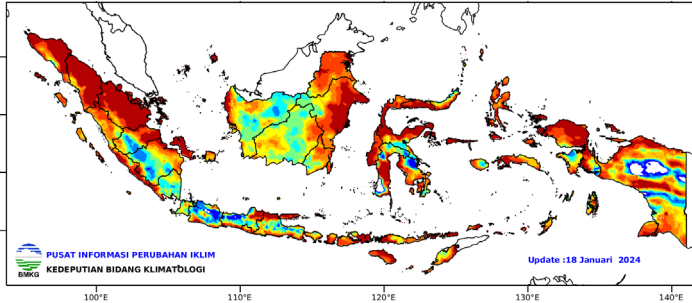 PUSAT INFORMASI PERUBAHAN IKLIM
KEDEPUTIAN BIDANG KLIMATOLOGI
BMKG
Update :18 Januari 2024
100°E 110°E 120°E 130°E 140°E